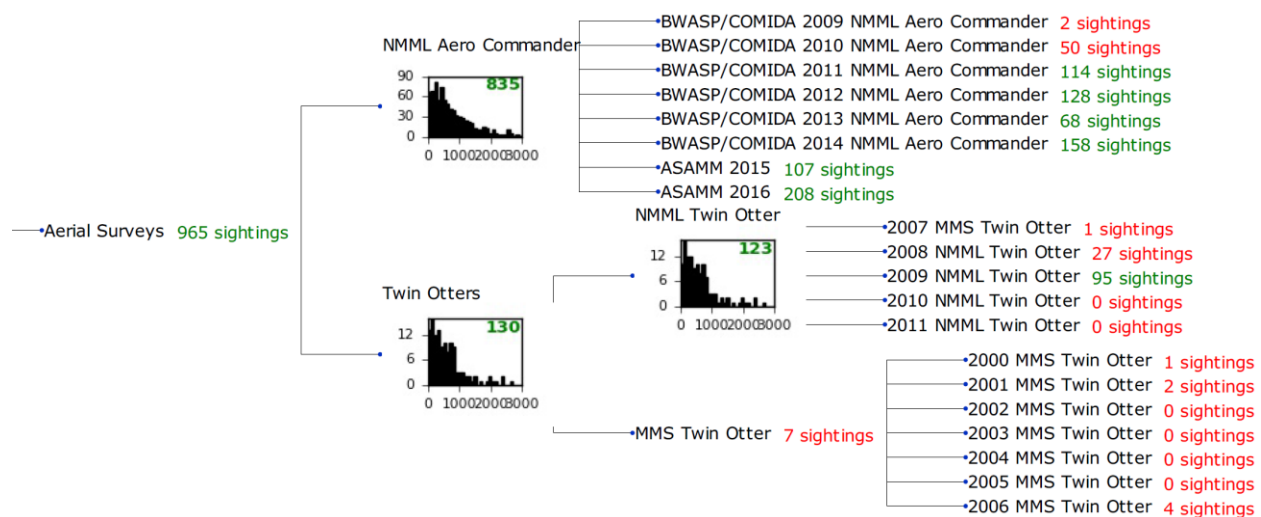 BWASP/COMIDA 2009 NMML Aero Commander 2 sightings
NMML Aero Commander
BWASP/COMIDA 2010 NMML Aero Commander 50 sightings
BWASP/COMIDA 2011 NMML Aero Commander 114 sightings
90
835
60
30
0
0 1000 2000 3000
BWASP/COMIDA 2012 NMML Aero Commander 128 sightings
BWASP/COMIDA 2013 NMML Aero Commander 68 sightings
BWASP/COMIDA 2014 NMML Aero Commander 158 sightings
ASAMM 2015 107 sightings
ASAMM 2016 208 sightings
Aerial Surveys 965 sightings
NMML Twin Otter
12
123
6
0
0 1000 2000 3000
2007 MMS Twin Otter 1 sightings
2008 NMML Twin Otter 27 sightings
2009 NMML Twin Otter 95 sightings
2010 NMML Twin Otter 0 sightings
2011 NMML Twin Otter 0 sightings
Twin Otters
130
12
6
0
0 1000 2000 3000
MMS Twin Otter 7 sightings
2000 MMS Twin Otter 1 sightings
2001 MMS Twin Otter 2 sightings
2002 MMS Twin Otter 0 sightings
2003 MMS Twin Otter 0 sightings
2004 MMS Twin Otter 0 sightings
2005 MMS Twin Otter 0 sightings
2006 MMS Twin Otter 4 sightings